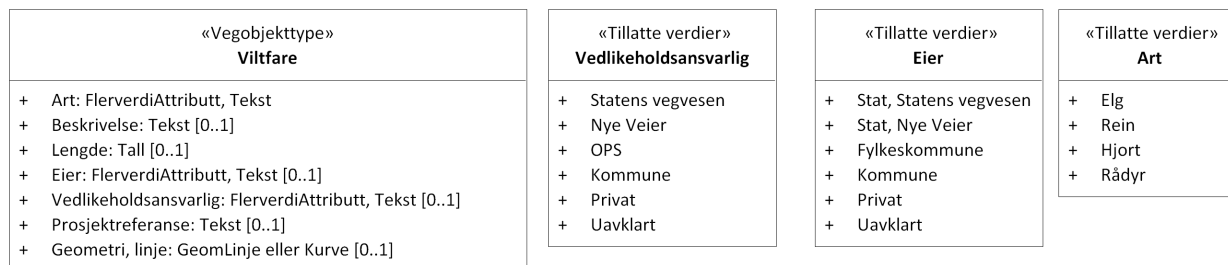 «Vegobjekttype»
Viltfare
+ Art: FlerverdiAttributt, Tekst
+ Beskrivelse: Tekst [0..1]
+ Lengde: Tall [0..1]
+ Eier: FlerverdiAttributt, Tekst [0..1]
+ Vedlikeholdsansvarlig: FlerverdiAttributt, Tekst [0..1]
+ Prosjektreferanse: Tekst [0..1]
+ Geometri, linje: GeomLinje eller Kurve [0..1]
«Tillatte verdier»
Vedlikeholdsansvarlig
+ Statens vegvesen
+ Nye Veier
+ OPS
+ Kommune
+ Privat
+ Uavklart
«Tillatte verdier»
Eier
+ Stat, Statens vegvesen
+ Stat, Nye Veier
+ Fylkeskommune
+ Kommune
+ Privat
+ Uavklart
«Tillatte verdier»
Art
+ Elg
+ Rein
+ Hjort
+ Rådyr